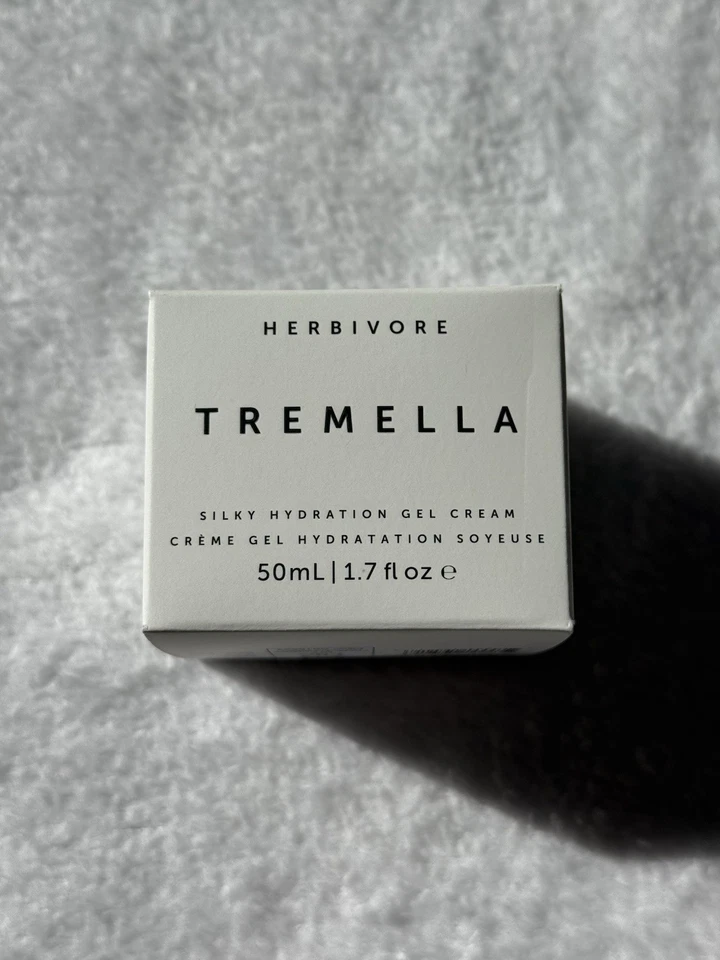 HERBIVORE
TREMELLA
SILKY HYDRATION GEL CREAM
CRÈME GEL HYDRATATION SOYEUSE
50mL|1.7 fl oz ℮